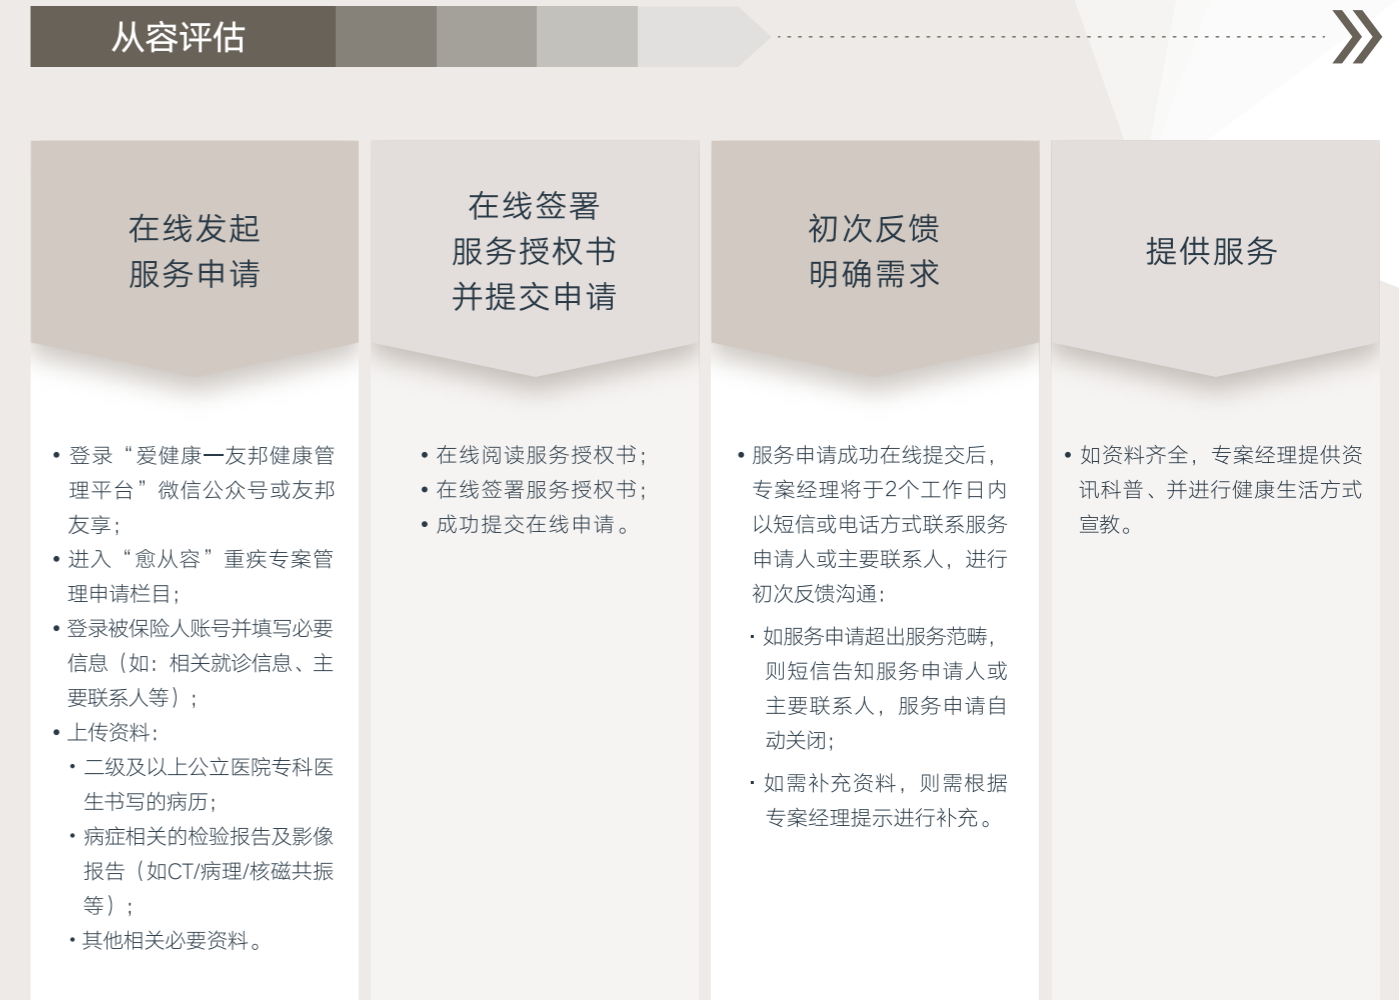 从容评估
在线发起
服务申请
• 登录“爱健康—友邦健康管
理平台”微信公众号或友邦
友享；
• 进入“愈从容”重疾专案管
理申请栏目；
• 登录被保险人账号并填写必要
信息（如：相关就诊信息、主
要联系人等）；
• 上传资料：
• 二级及以上公立医院专科医
生书写的病历；
• 病症相关的检验报告及影像
报告（如CT/病理/核磁共振
等）；
• 其他相关必要资料。
在线签署
服务授权书
并提交申请
• 在线阅读服务授权书；
• 在线签署服务授权书；
• 成功提交在线申请。
初次反馈
明确需求
• 服务申请成功在线提交后，
专案经理将于2个工作日内
以短信或电话方式联系服务
申请人或主要联系人，进行
初次反馈沟通：
· 如服务申请超出服务范畴，
则短信告知服务申请人或
主要联系人，服务申请自
动关闭；
· 如需补充资料，则需根据
专案经理提示进行补充。
提供服务
• 如资料齐全，专案经理提供资
讯科普、并进行健康生活方式
宣教。